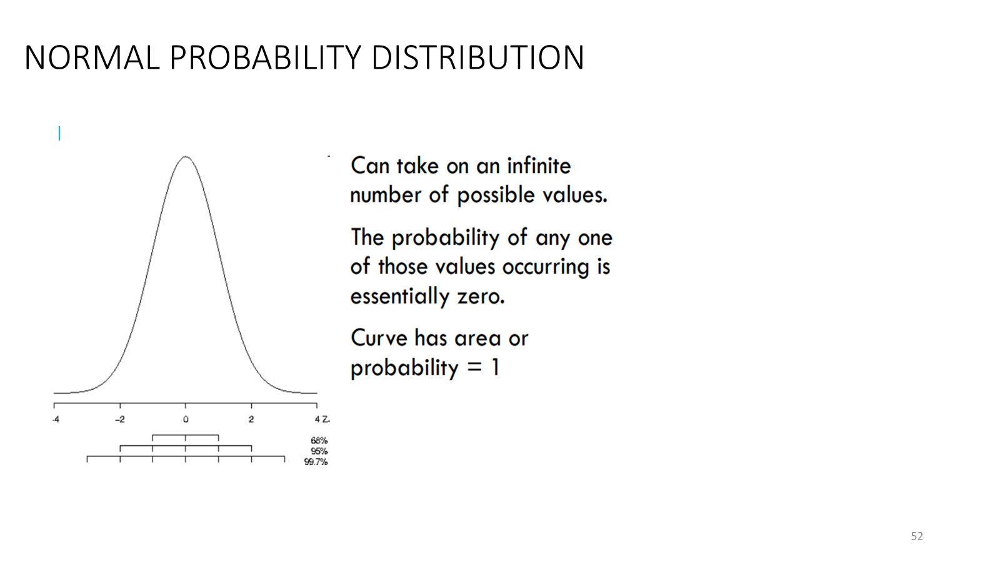 NORMAL PROBABILITY DISTRIBUTION
Can take on an infinite
number of possible values.
The probability of any one
of those values occurring is
essentially zero.
Curve has area or
probability = 1
.4 –2 0 2 4 Z-
68%
95%
99.7%
52